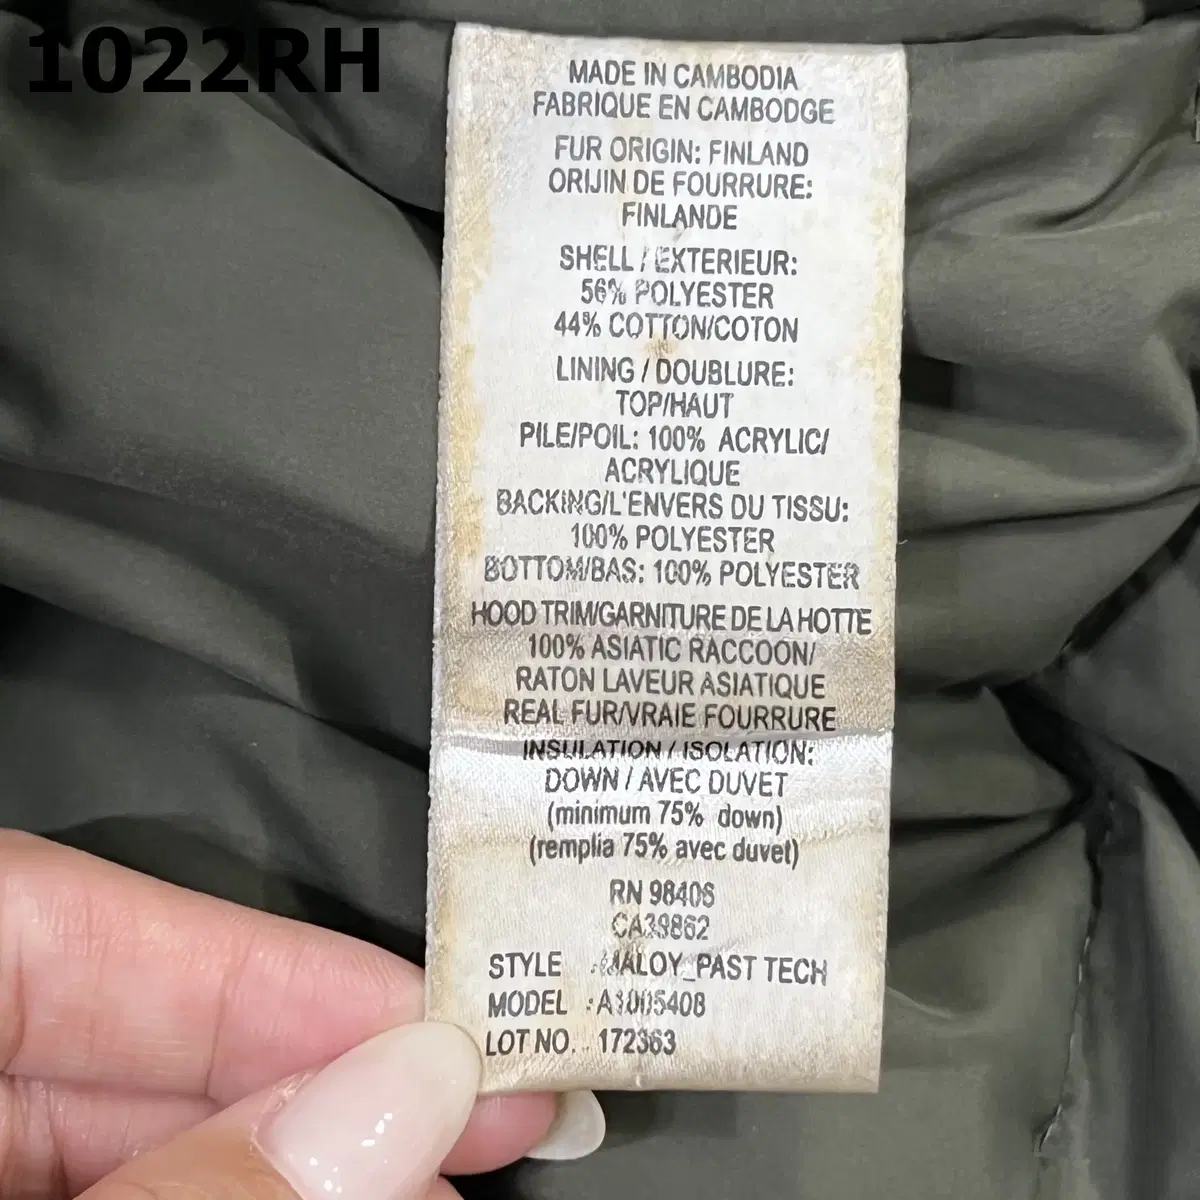 1022RH
MADE IN CAMBODIA
FABRIQUE EN CAMBODGE
FUR ORIGIN: FINLAND
ORIJIN DE FOURRURE:
FINLANDE
SHELL / EXTERIEUR:
56% POLYESTER
44% COTTON/COTON
LINING / DOUBLURE:
TOP/HAUT
PILE/POIL: 100% ACRYLIC/
ACRYLIQUE
BACKING/L'ENVERS DU TISSU:
100% POLYESTER
BOTTOM/BAS: 100% POLYESTER
HOOD TRIM/GARNITURE DE LA HOTTE
100% ASIATIC RACCOON/
RATON LAVEUR ASIATIQUE
REAL FUR/VRAIE FOURRURE
INSULATION / ISOLATION:
DOWN / AVEC DUVET
(minimum 75% down)
(remplia 75% avec duvet)
RN 98406
CA39862
STYLE : MALOY_PAST TECH
MODEL : A1005408
LOT NO. : 172363